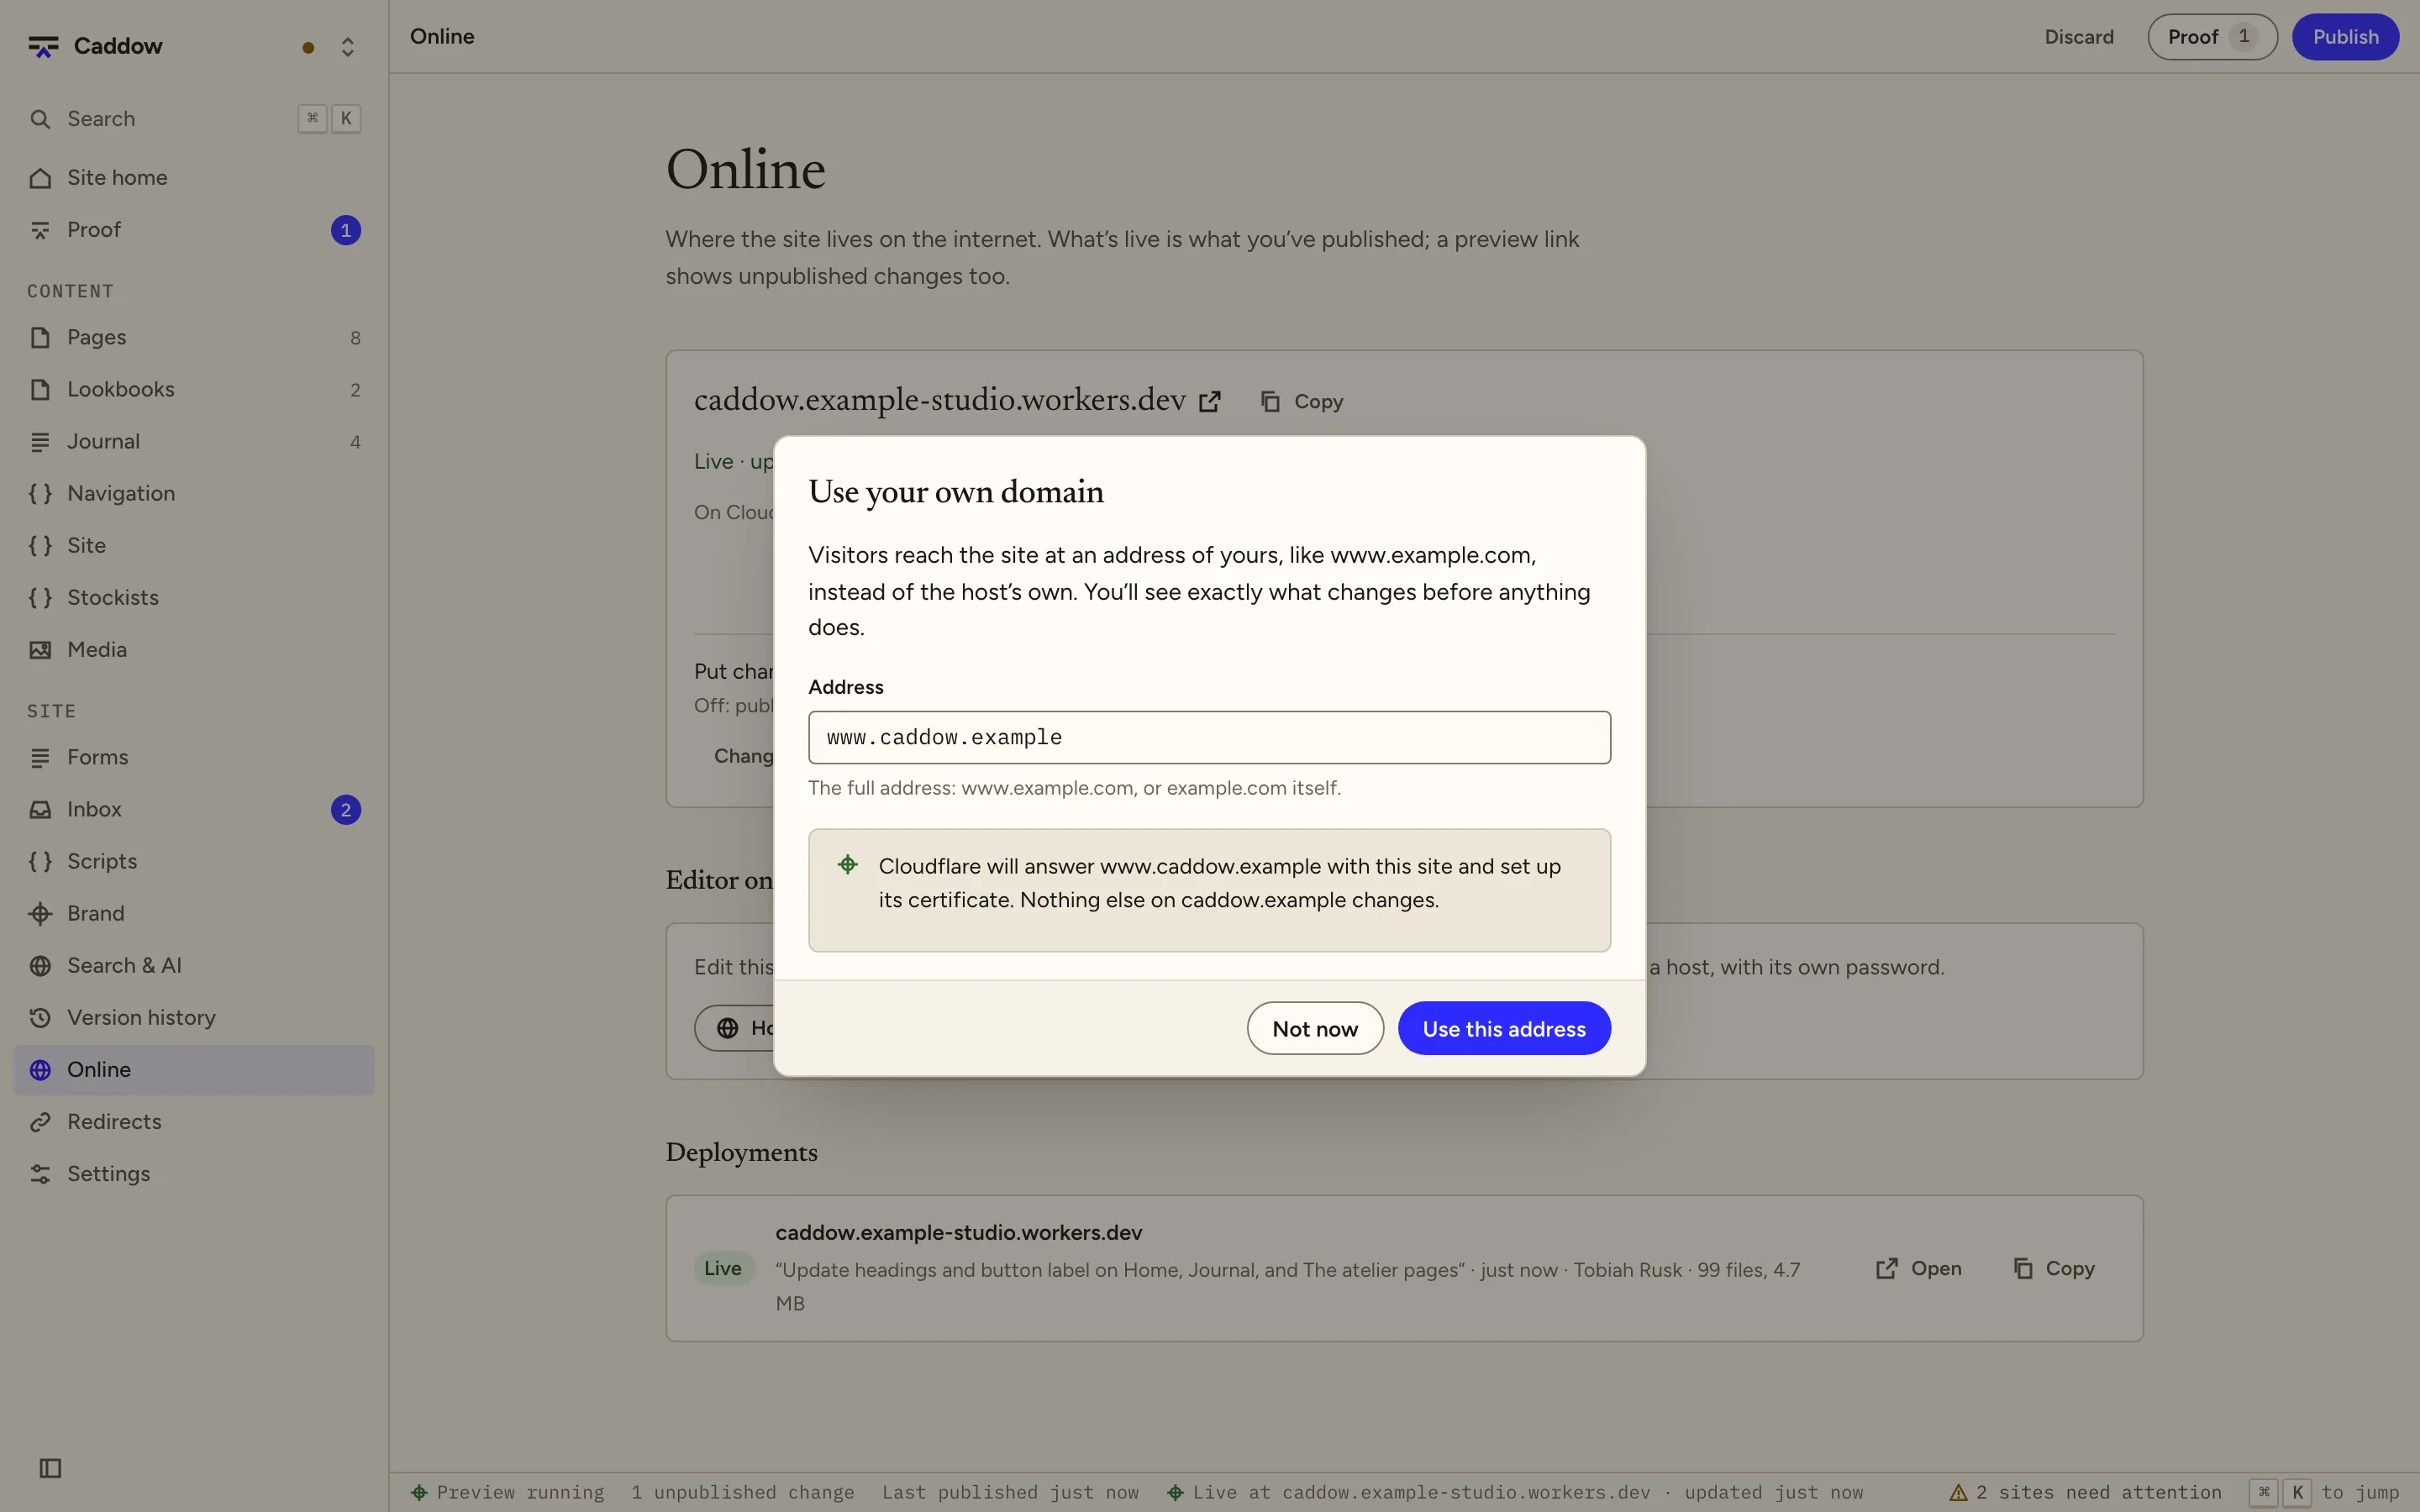 Caddow
Search ⌘ K
Site home
Proof 1
CONTENT
Pages 8
Lookbooks 2
Journal 4
Navigation
Site
Stockists
Media
SITE
Forms
Inbox 2
Scripts
Brand
Search & AI
Version history
Online
Redirects
Settings
Online
Discard
Proof 1
Publish
Online
Where the site lives on the internet. What’s live is what you’ve published; a preview link
shows unpublished changes too.
caddow.example-studio.workers.dev Copy
Live · up
On Clou
Put char
Off: publ
Chang
Use your own domain
Visitors reach the site at an address of yours, like www.example.com,
instead of the host’s own. You’ll see exactly what changes before anything
does.
Address
www.caddow.example
The full address: www.example.com, or example.com itself.
Cloudflare will answer www.caddow.example with this site and set up
its certificate. Nothing else on caddow.example changes.
Not now
Use this address
Editor on
Edit this a host, with its own password.
Deployments
caddow.example-studio.workers.dev
Live
“Update headings and button label on Home, Journal, and The atelier pages” · just now · Tobiah Rusk · 99 files, 4.7
MB
Open
Copy
Preview running 1 unpublished change Last published just now Live at caddow.example-studio.workers.dev · updated just now 2 sites need attention ⌘ K to jump